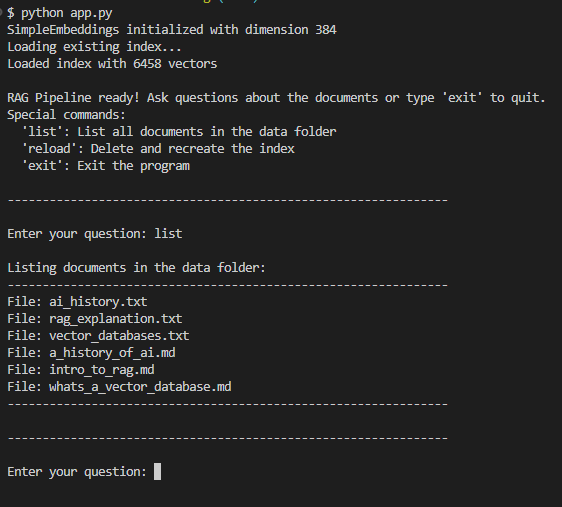 $ python app.py
SimpleEmbeddings initialized with dimension 384
Loading existing index...
Loaded index with 6458 vectors
RAG Pipeline ready! Ask questions about the documents or type 'exit' to quit.
Special commands:
  'list': List all documents in the data folder
  'reload': Delete and recreate the index
  'exit': Exit the program
---------------------------------------------------------------
Enter your question: list
Listing documents in the data folder:
---------------------------------------------------------------
File: ai_history.txt
File: rag_explanation.txt
File: vector_databases.txt
File: a_history_of_ai.md
File: intro_to_rag.md
File: whats_a_vector_database.md
---------------------------------------------------------------
---------------------------------------------------------------
Enter your question: